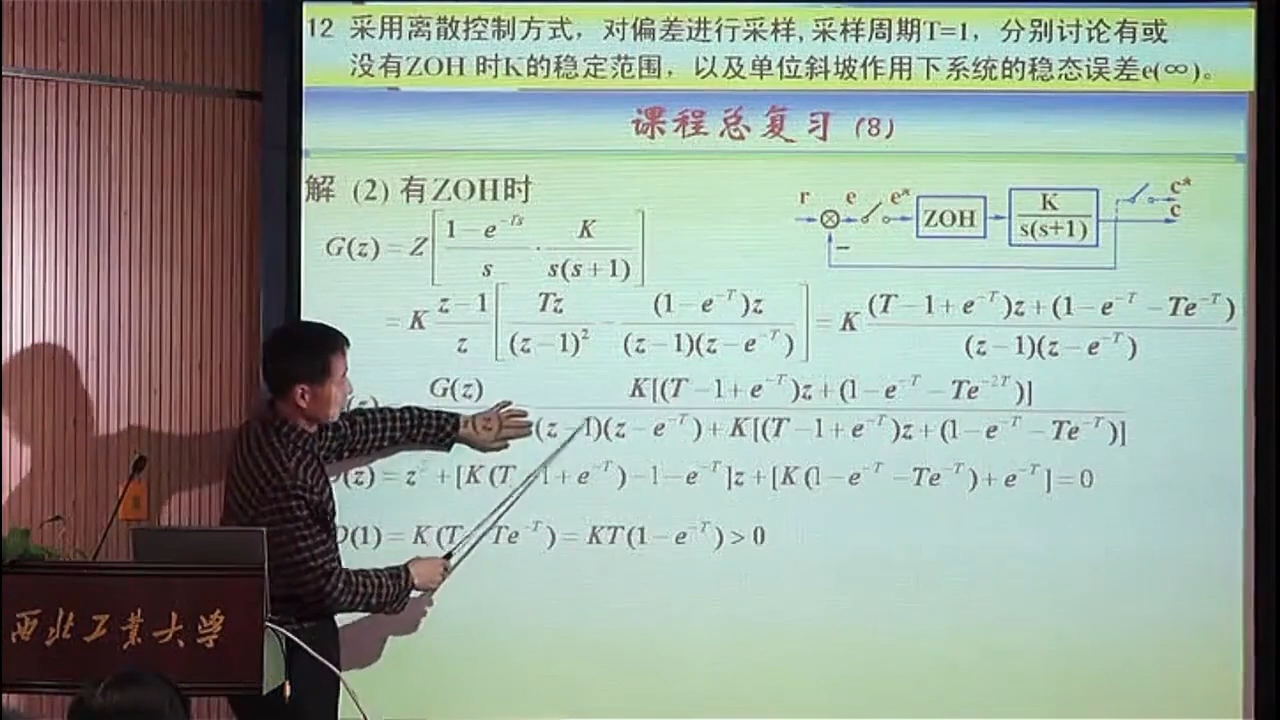 12 采用离散控制方式，对偏差进行采样，采样周期T=1，分别讨论有或
没有ZOH 时K的稳定范围，以及单位斜坡作用下系统的稳态误差e(∞)。
课程总复习 (8)
解 (2) 有ZOH时
r e e* ZOH K/s(s+1) c* c
−
G(z) = Z[(1−e^{−Ts})/s · K/(s(s+1))]
= K (z−1)/z [Tz/(z−1)² − (1−e^{−T})z/((z−1)(z−e^{−T}))] = K ((T−1+e^{−T})z+(1−e^{−T}−Te^{−T}))/((z−1)(z−e^{−T}))
G(z) K[(T−1+e^{−T})z+(1−e^{−T}−Te^{−2T})]
(z−1)(z−e^{−T})+K[(T−1+e^{−T})z+(1−e^{−T}−Te^{−T})]
(z) = z² +[K(T−1+e^{−T})−1−e^{−T}]z+[K(1−e^{−T}−Te^{−T})+e^{−T}]=0
D(1) = K(T Te^{−T}) = KT(1−e^{−T}) > 0
西北工业大学